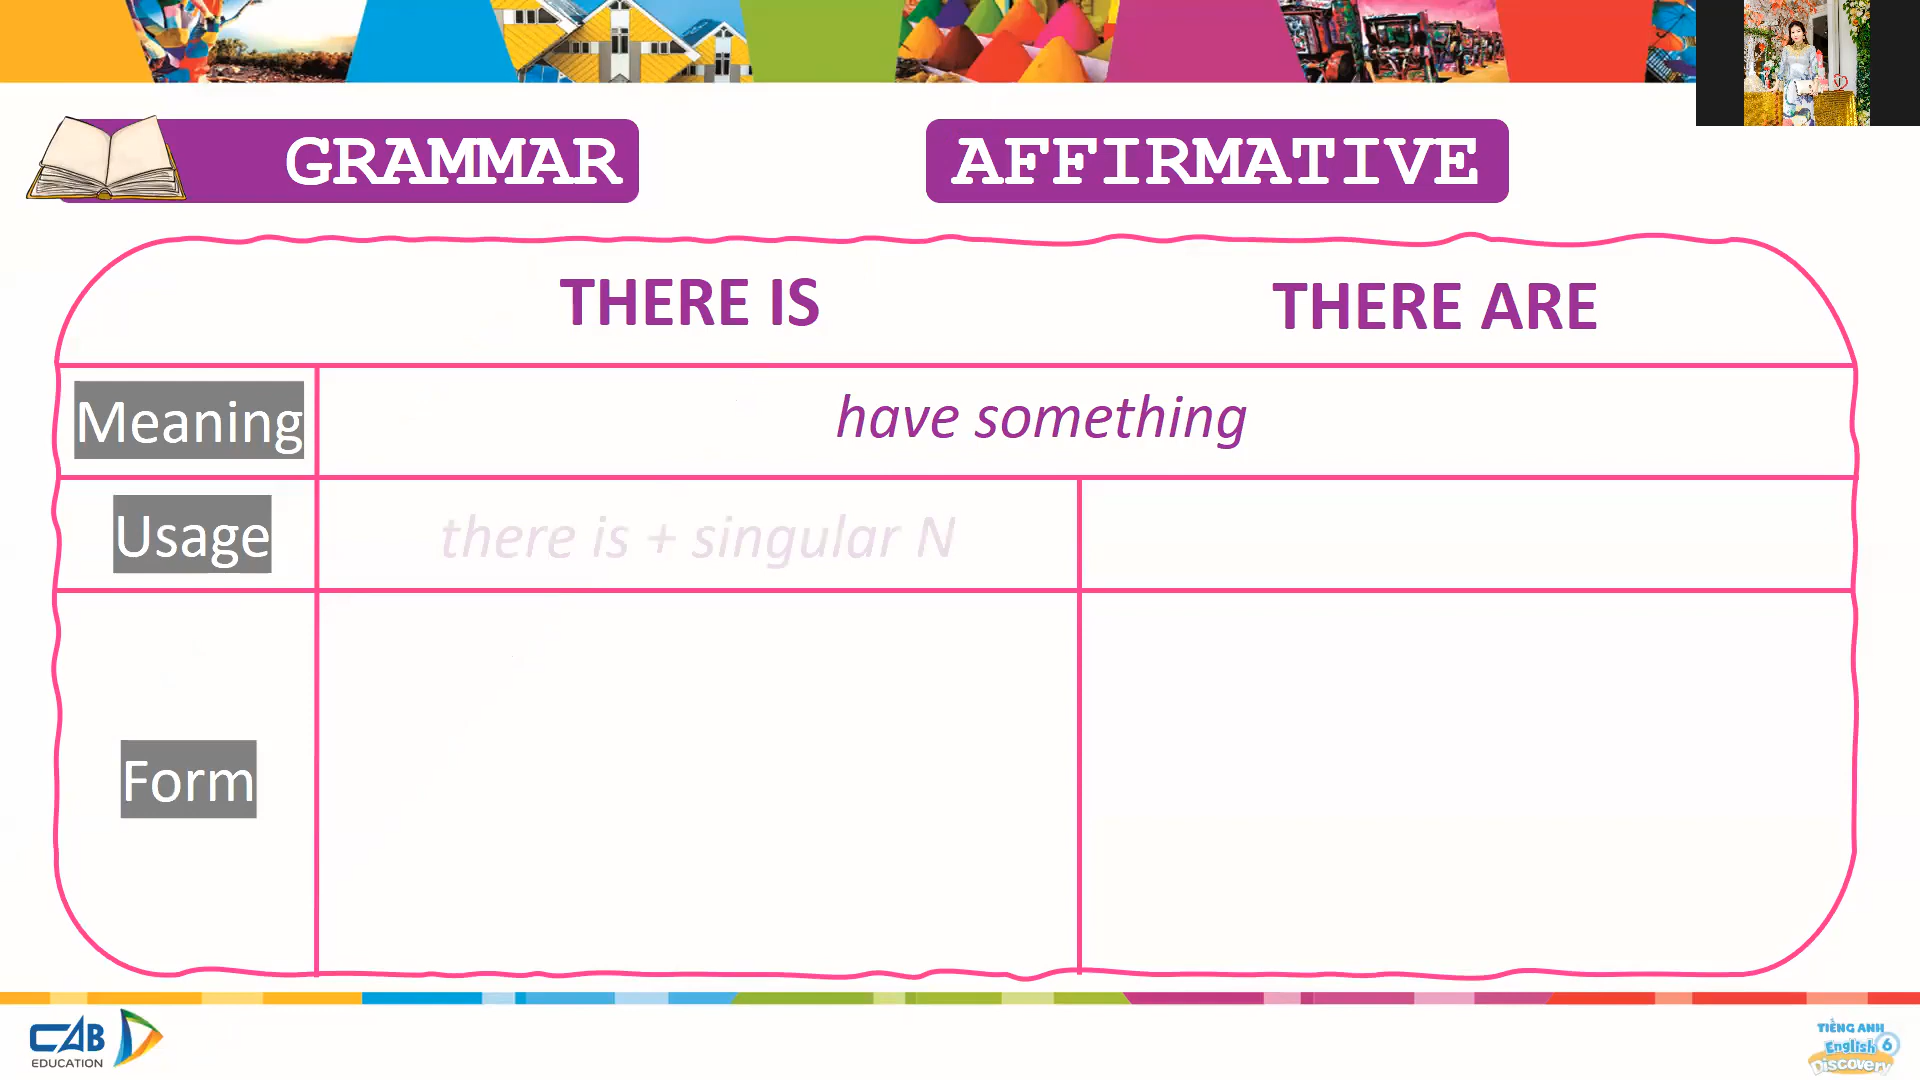 GRAMMAR
AFFIRMATIVE
THERE IS
THERE ARE
Meaning
have something
Usage
there is + singular N
Form
CAB
EDUCATION
TIẾNG ANH
English 6
Discovery